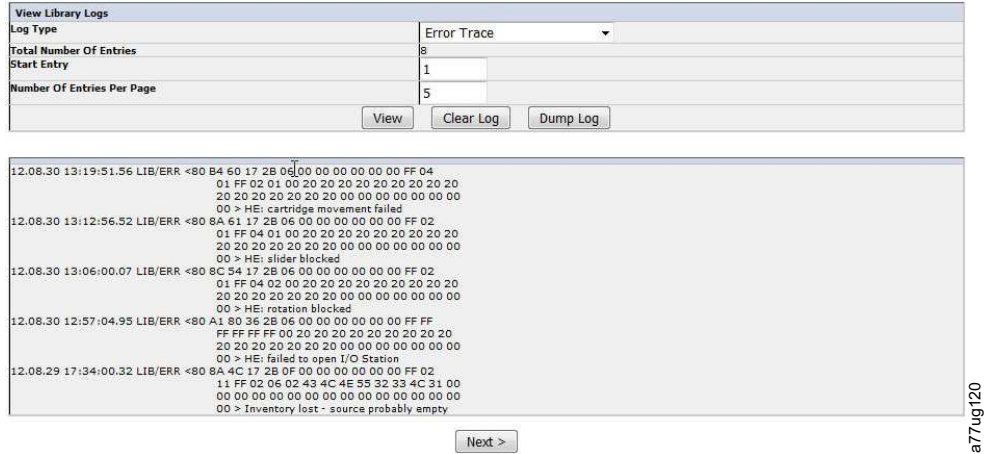 View Library Logs
Log Type Error Trace
Total Number Of Entries 8
Start Entry 1
Number Of Entries Per Page 5
View Clear Log Dump Log
12.08.30 13:19:51.56 LIB/ERR <80 B4 60 17 2B 06 00 00 00 00 00 00 FF 04
01 FF 02 01 00 20 20 20 20 20 20 20 20 20
20 20 20 20 20 20 20 00 00 00 00 00 00 00
00 > HE: cartridge movement failed
12.08.30 13:12:56.52 LIB/ERR <80 8A 61 17 2B 06 00 00 00 00 00 00 FF 02
01 FF 04 01 00 20 20 20 20 20 20 20 20 20
20 20 20 20 20 20 20 00 00 00 00 00 00 00
00 > HE: slider blocked
12.08.30 13:06:00.07 LIB/ERR <80 8C 54 17 2B 06 00 00 00 00 00 00 FF 02
01 FF 04 02 00 20 20 20 20 20 20 20 20 20
20 20 20 20 20 20 20 00 00 00 00 00 00 00
00 > HE: rotation blocked
12.08.30 12:57:04.95 LIB/ERR <80 A1 80 36 2B 06 00 00 00 00 00 00 FF FF
FF FF FF FF 00 20 20 20 20 20 20 20 20 20
20 20 20 20 20 20 20 00 00 00 00 00 00 00
00 > HE: failed to open I/O Station
12.08.29 17:34:00.32 LIB/ERR <80 8A 4C 17 2B 0F 00 00 00 00 00 00 FF 02
11 FF 02 06 02 43 4C 4E 55 32 33 4C 31 00
00 00 00 00 00 00 00 00 00 00 00 00 00 00
00 > Inventory lost - source probably empty
Next >
a77ug120